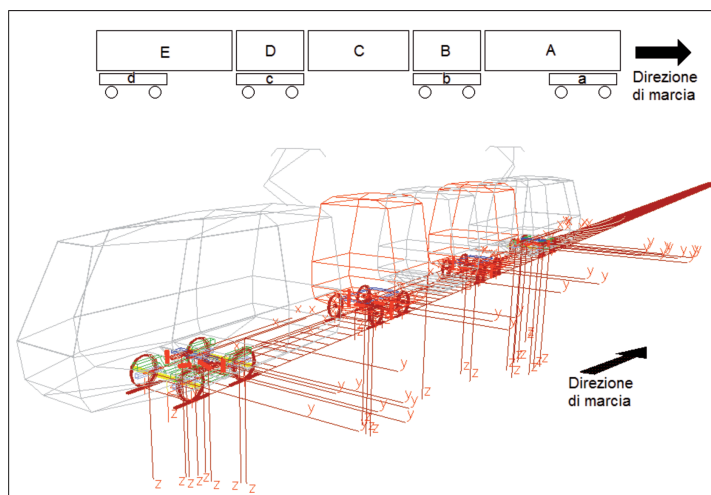 E D C B A
d c b a
Direzione
di marcia
x x x x x
y y y y y y y y y y y y
z z z z z z z z z z z z
Direzione
di marcia